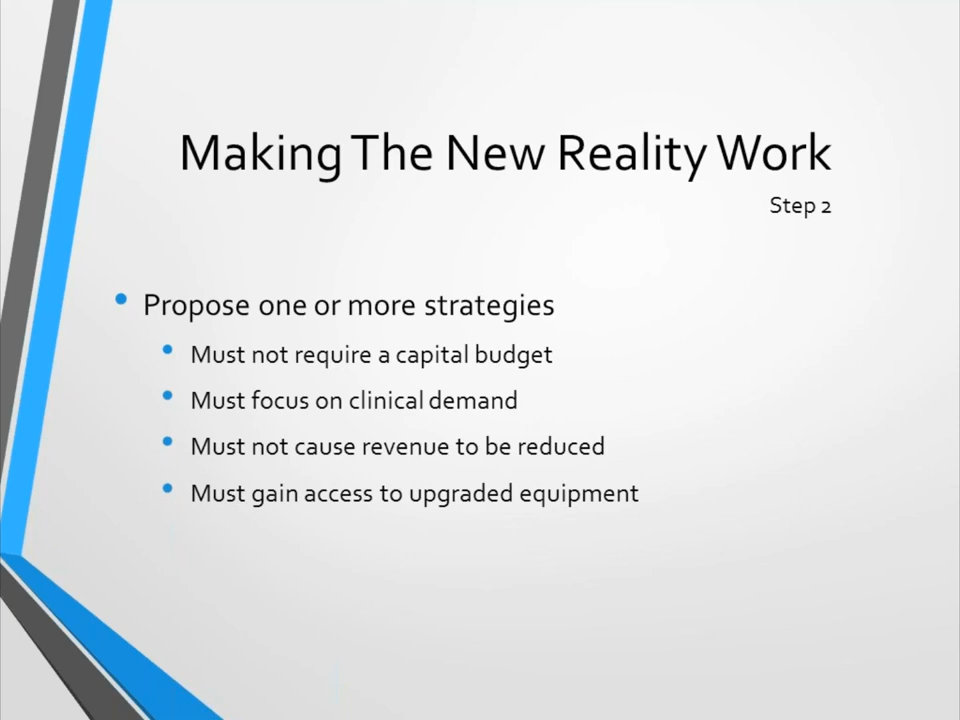 Making The New Reality Work
Step 2
• Propose one or more strategies
• Must not require a capital budget
• Must focus on clinical demand
• Must not cause revenue to be reduced
• Must gain access to upgraded equipment